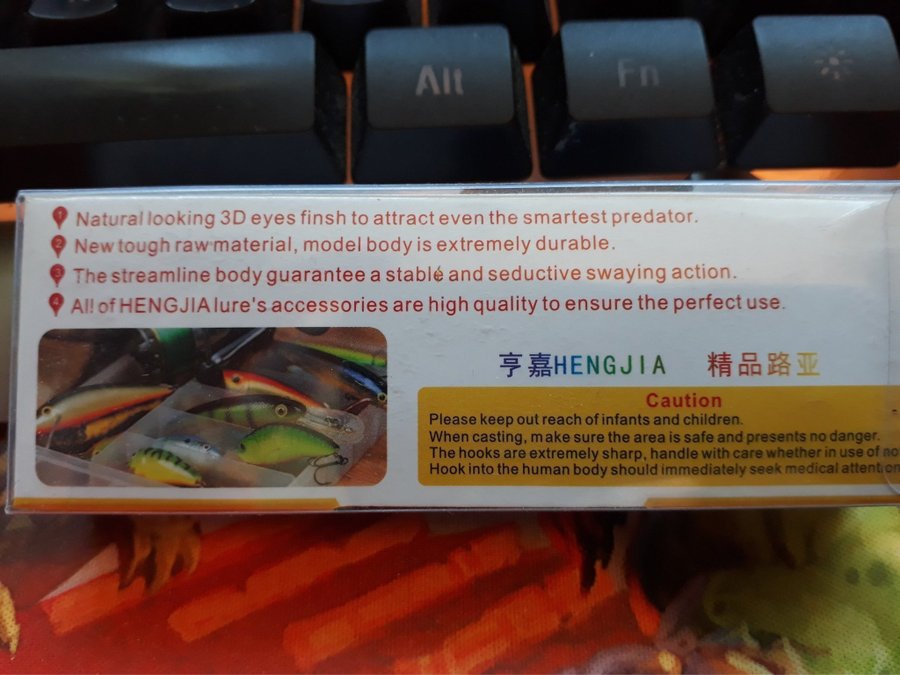 Alt
Fn
1 Natural looking 3D eyes finsh to attract even the smartest predator.
2 New tough raw material, model body is extremely durable.
3 The streamline body guarantee a stable and seductive swaying action.
4 All of HENGJIA lure's accessories are high quality to ensure the perfect use.
亨嘉HENGJIA 精品路亚
Caution
Please keep out reach of infants and children.
When casting, make sure the area is safe and presents no danger.
The hooks are extremely sharp, handle with care whether in use of
Hook into the human body should immediately seek medical attention